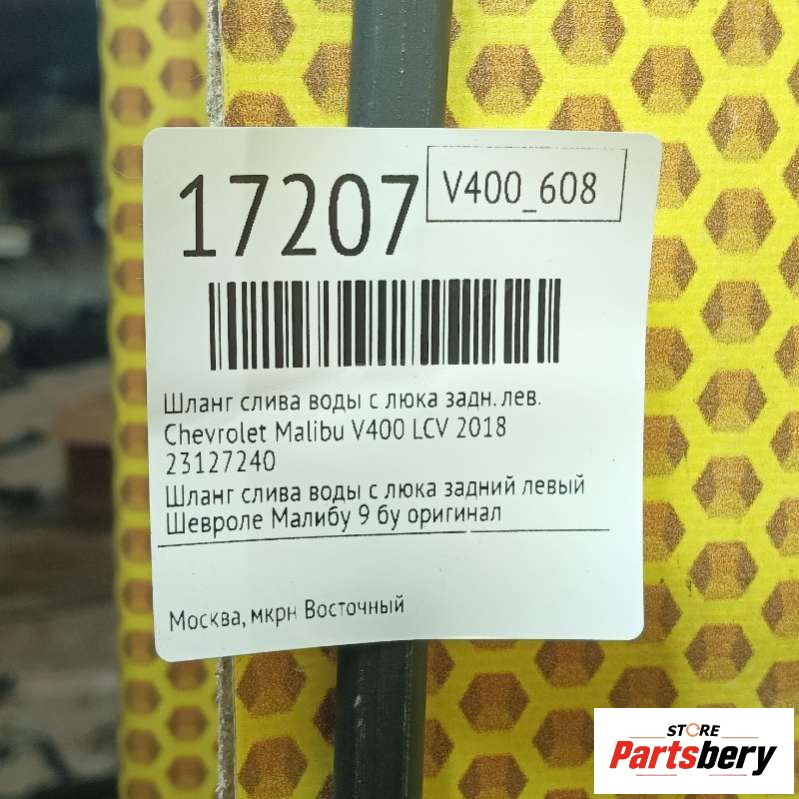 17207
V400_608
Шланг слива воды с люка задн. лев.
Chevrolet Malibu V400 LCV 2018
23127240
Шланг слива воды с люка задний левый
Шевроле Малибу 9 бу оригинал
Москва, мкрн Восточный
STORE
Partsbery